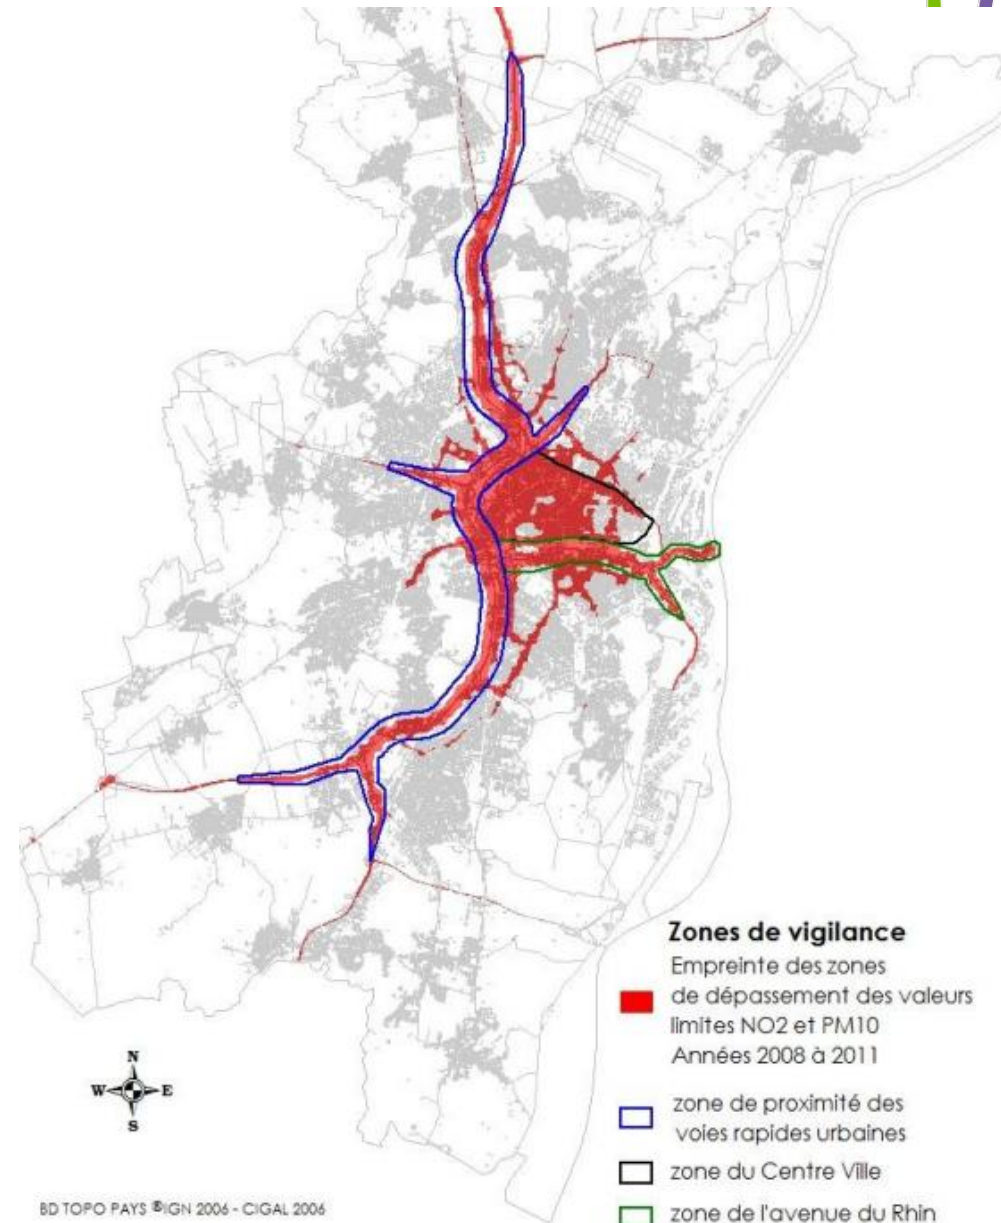 Zones de vigilance
Empreinte des zones
de dépassement des valeurs
limites NO2 et PM10
Années 2008 à 2011
zone de proximité des
voies rapides urbaines
zone du Centre Ville
zone de l'avenue du Rhin
N
W E
S
BD TOPO PAYS ®IGN 2006 - CIGAL 2006